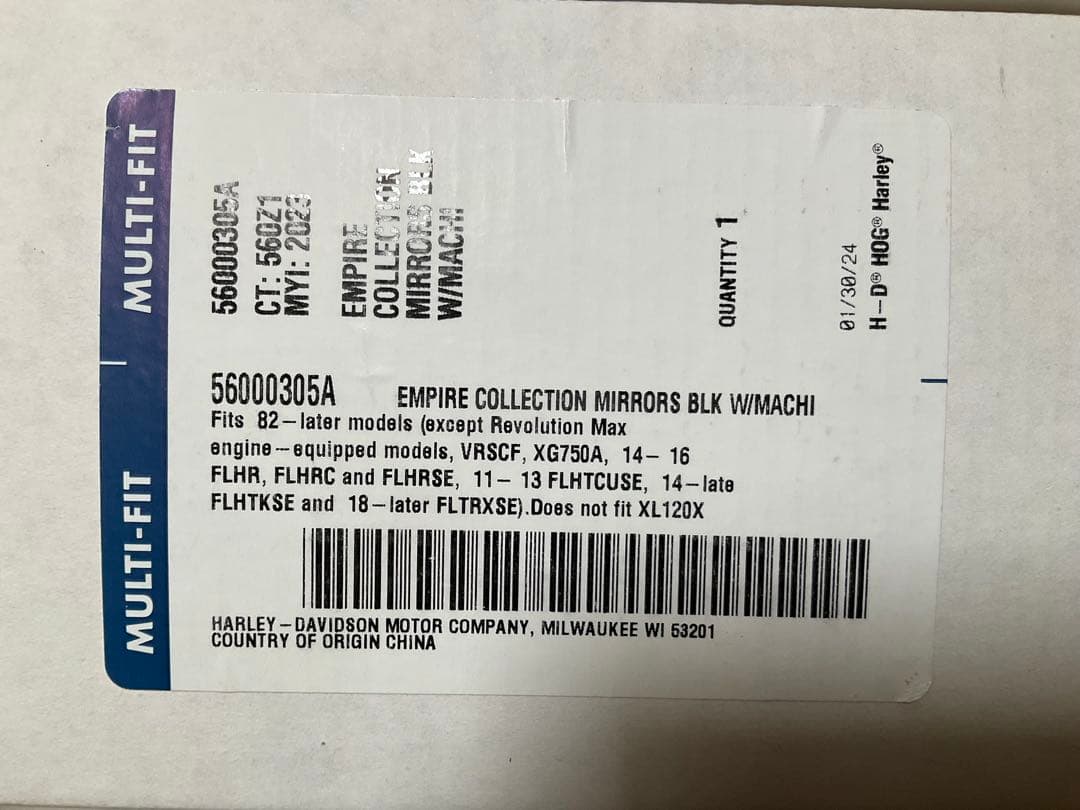 MULTI-FIT
MULTI-FIT
56000305A
CT: 560Z1
MYI: 2023
EMPIRE
COLLECTION
MIRRORS BLK
W/MACHI
QUANTITY 1
01/30/24
H-D® HOG® Harley®
56000305A EMPIRE COLLECTION MIRRORS BLK W/MACHI
Fits 82-later models (except Revolution Max
engine-equipped models, VRSCF, XG750A, 14- 16
FLHR, FLHRC and FLHRSE, 11- 13 FLHTCUSE, 14-late
FLHTKSE and 18-later FLTRXSE).Does not fit XL120X
HARLEY-DAVIDSON MOTOR COMPANY, MILWAUKEE WI 53201
COUNTRY OF ORIGIN CHINA